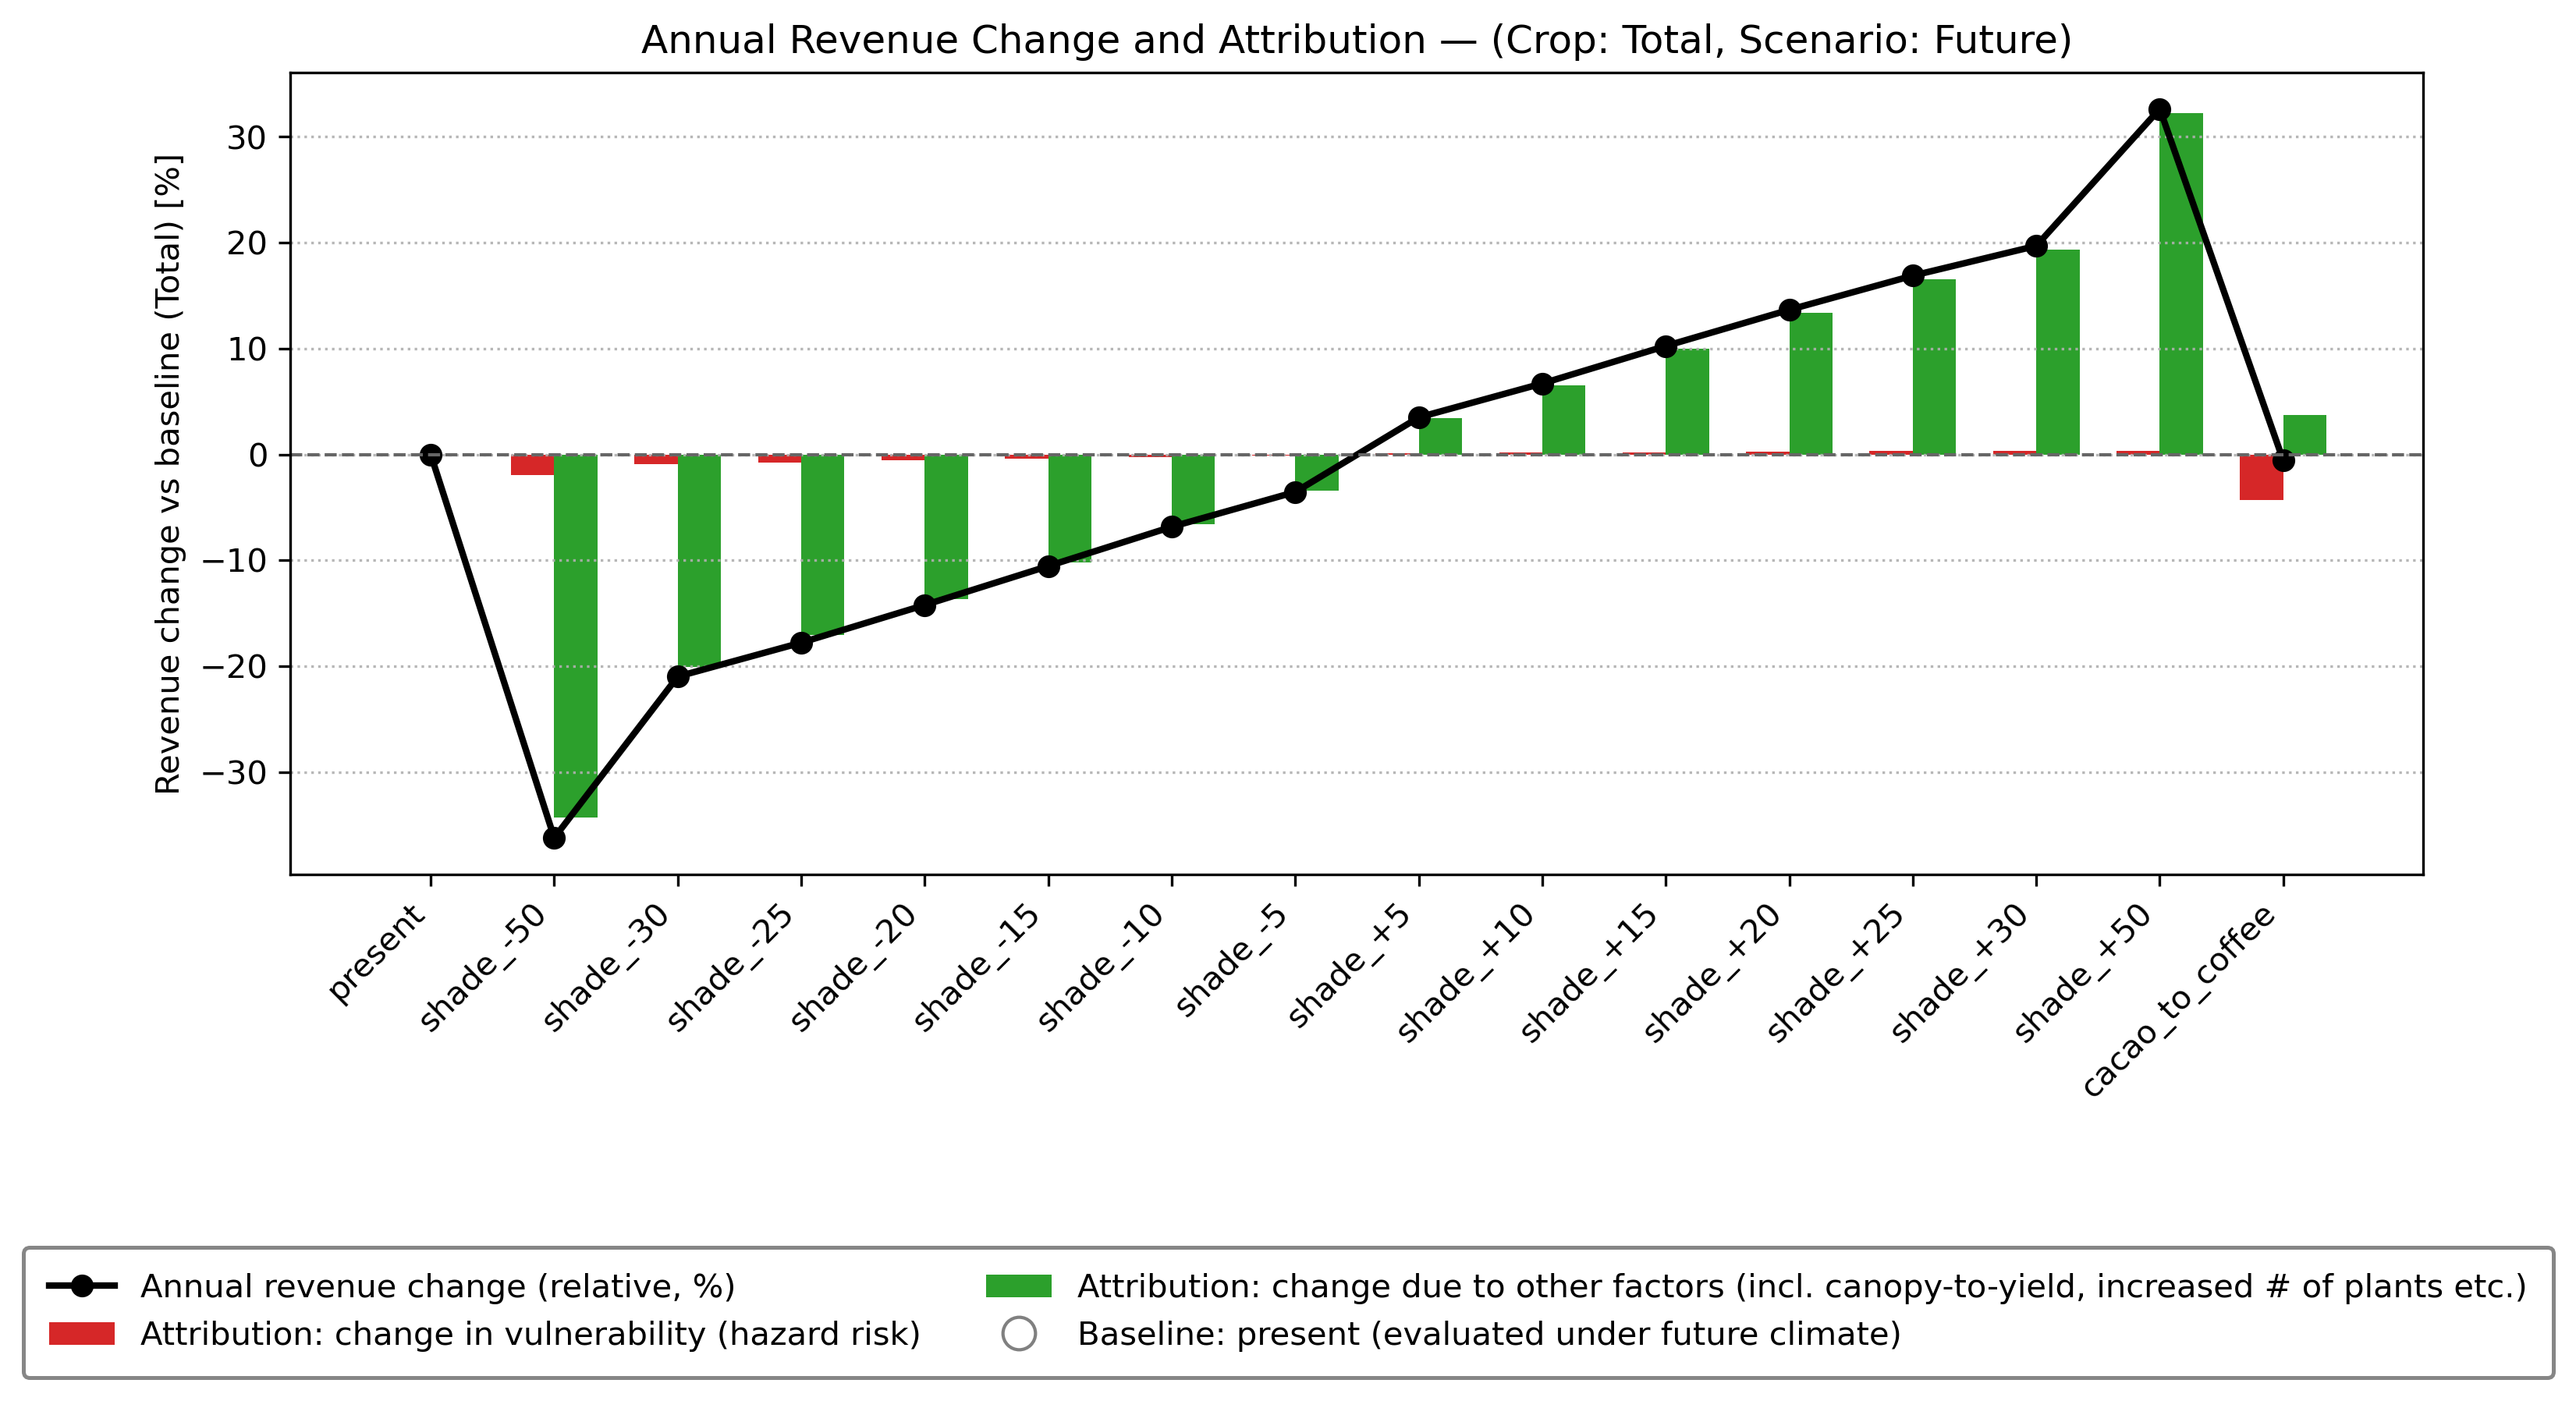 Annual Revenue Change and Attribution — (Crop: Total, Scenario: Future)
Revenue change vs baseline (Total) [%]
30
20
10
0
−10
−20
−30
present
shade_-50
shade_-30
shade_-25
shade_-20
shade_-15
shade_-10
shade_-5
shade_+5
shade_+10
shade_+15
shade_+20
shade_+25
shade_+30
shade_+50
cacao_to_coffee
Annual revenue change (relative, %)
Attribution: change in vulnerability (hazard risk)
Attribution: change due to other factors (incl. canopy-to-yield, increased # of plants etc.)
Baseline: present (evaluated under future climate)